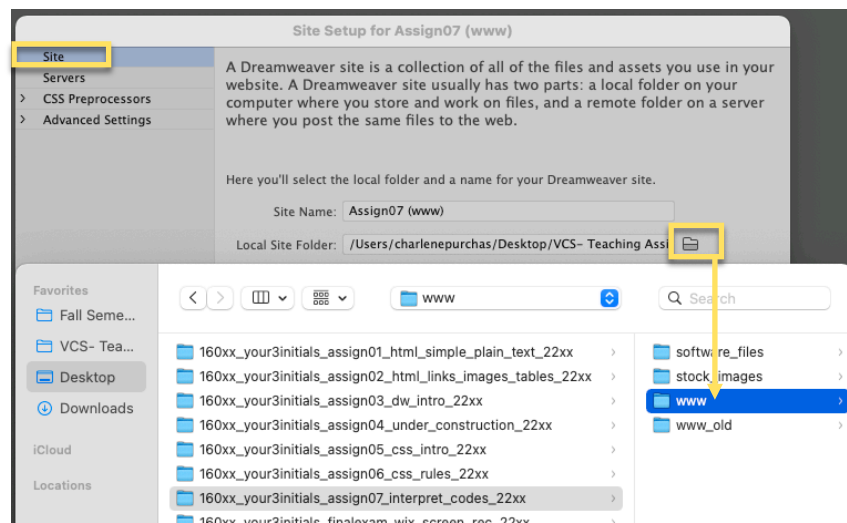 Site Setup for Assign07 (www)
Site
Servers
CSS Preprocessors
Advanced Settings
A Dreamweaver site is a collection of all of the files and assets you use in your
website. A Dreamweaver site usually has two parts: a local folder on your
computer where you store and work on files, and a remote folder on a server
where you post the same files to the web.
Here you'll select the local folder and a name for your Dreamweaver site.
Site Name: Assign07 (www)
Local Site Folder: /Users/charlenepurchas/Desktop/VCS- Teaching Assi
Favorites
Fall Seme...
VCS- Tea...
Desktop
Downloads
iCloud
Locations
www
Search
160xx_your3initials_assign01_html_simple_plain_text_22xx
160xx_your3initials_assign02_html_links_images_tables_22xx
160xx_your3initials_assign03_dw_intro_22xx
160xx_your3initials_assign04_under_construction_22xx
160xx_your3initials_assign05_css_intro_22xx
160xx_your3initials_assign06_css_rules_22xx
160xx_your3initials_assign07_interpret_codes_22xx
160xx_your3initials_finalexam_wix_screen_rec_22xx
software_files
stock_images
www
www_old